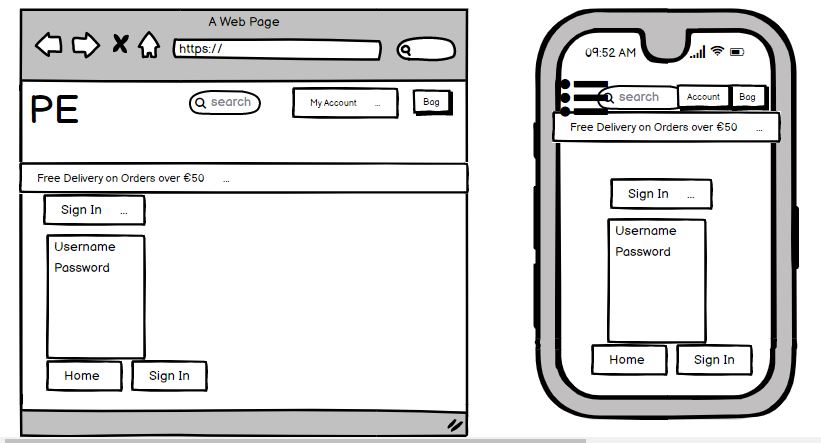 A Web Page
https://
PE
search
My Account ...
Bag
Free Delivery on Orders over €50 ...
Sign In ...
Username
Password
Home
Sign In
09:52 AM
search
Account
Bag
Free Delivery on Orders over €50 ...
Sign In ...
Username
Password
Home
Sign In